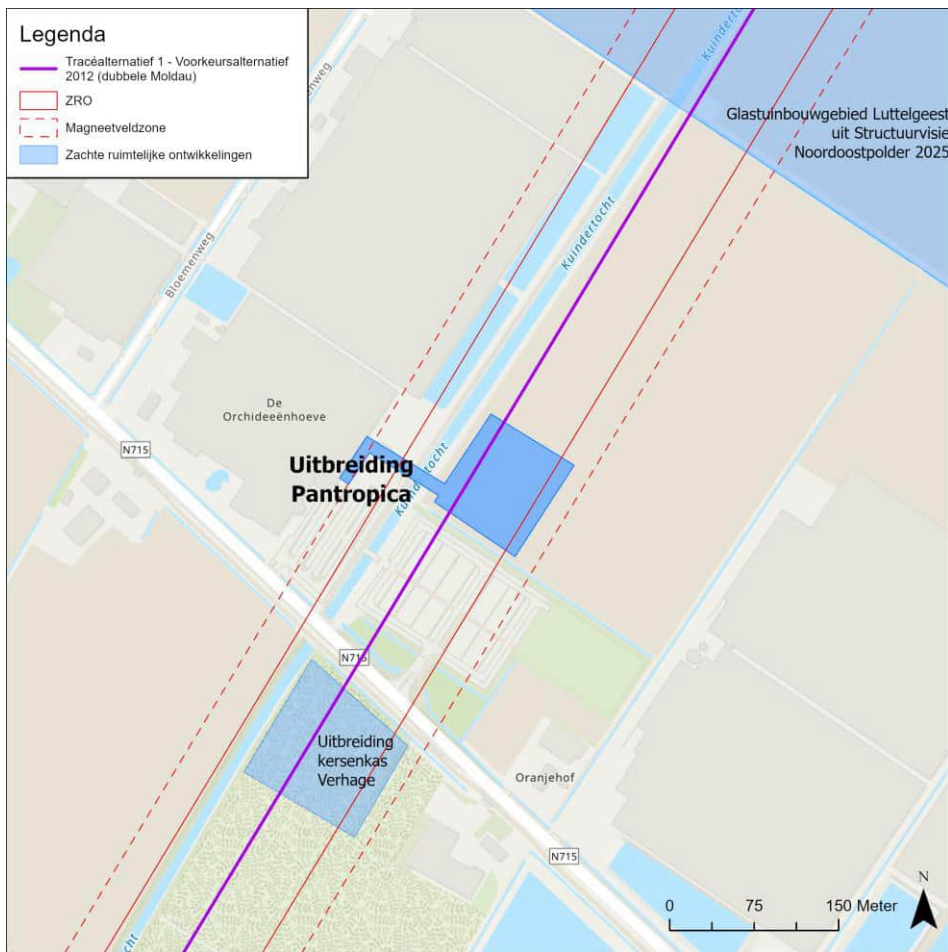 Legenda
Tracéalternatief 1 - Voorkeursalternatief
2012 (dubbele Moldau)
ZRO
Magneetveldzone
Zachte ruimtelijke ontwikkelingen
Kuindertocht
Glastuinbouwgebied Luttelgeest
uit Structuurvisie
Noordoostpolder 2025
Bloemenweg
Kuindertocht
De
Orchideeënhoeve
N715
Uitbreiding
Pantropica
Kuindertocht
N715
Uitbreiding
kersenkas
Verhage
Oranjehof
N715
N
0 75 150 Meter